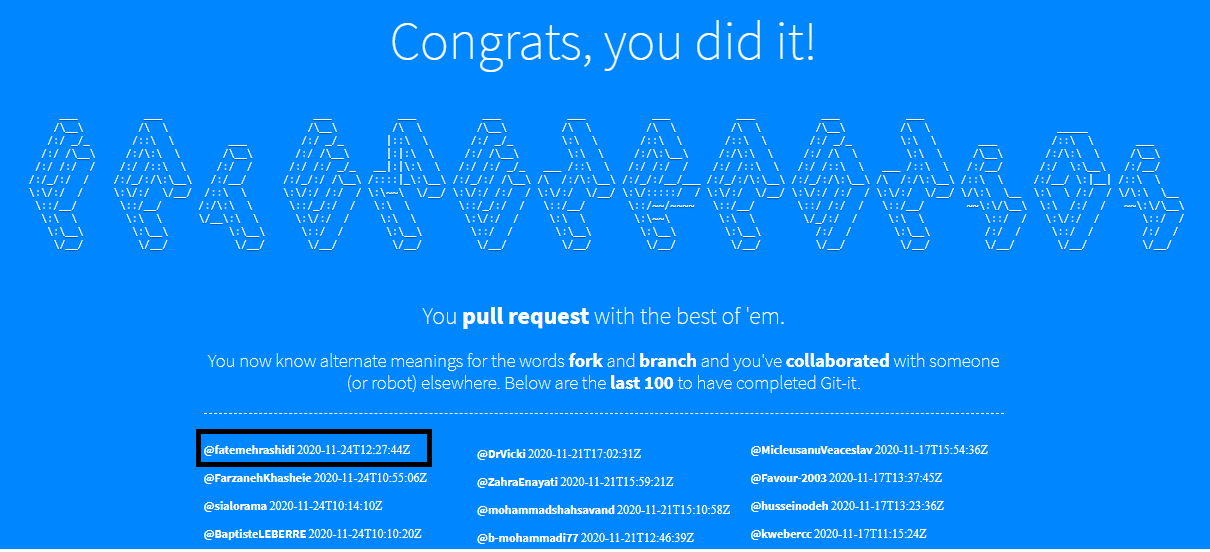 Congrats, you did it!
You pull request with the best of 'em.
You now know alternate meanings for the words fork and branch and you've collaborated with someone
(or robot) elsewhere. Below are the last 100 to have completed Git-it.
@fatemehrashidi 2020-11-24T12:27:44Z
@FarzanehKhasheie 2020-11-24T10:55:06Z
@sialorama 2020-11-24T10:14:10Z
@BaptisteLEBERRE 2020-11-24T10:10:20Z
@DrVicki 2020-11-21T17:02:31Z
@ZahraEnayati 2020-11-21T15:59:21Z
@mohammadshahsavand 2020-11-21T15:10:58Z
@b-mohammadi77 2020-11-21T12:46:39Z
@MicleusanuVeaceslav 2020-11-17T15:54:36Z
@Favour-2003 2020-11-17T13:37:45Z
@husseinodeh 2020-11-17T13:23:36Z
@kwebercc 2020-11-17T11:15:24Z